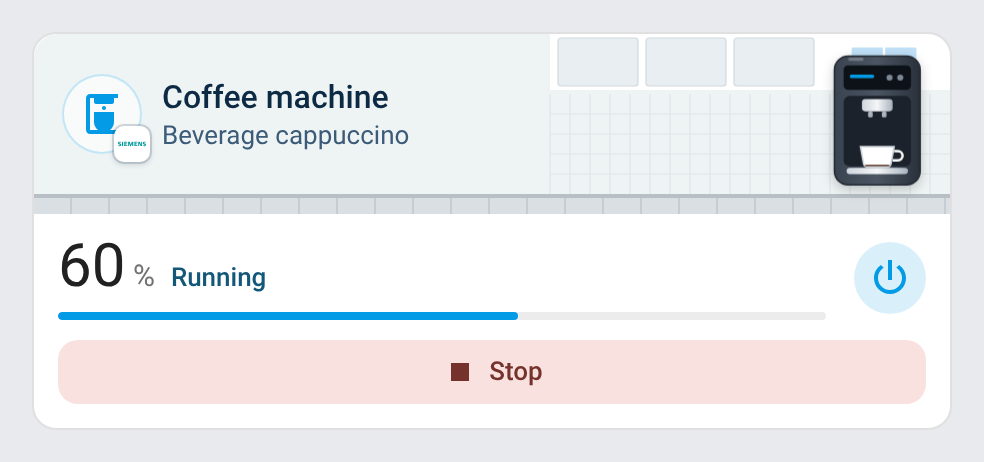 Coffee machine
Beverage cappuccino
SIEMENS
60 % Running
Stop